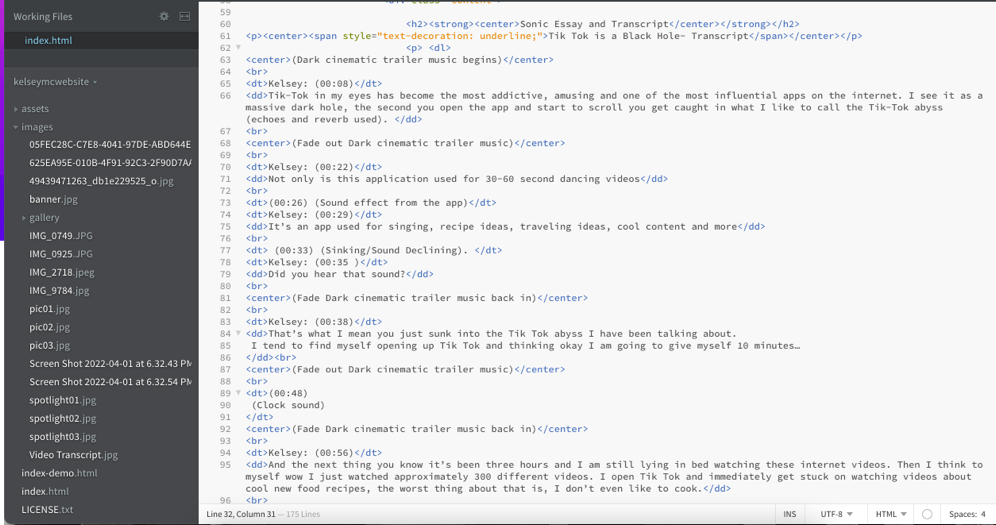 Working Files
index.html
kelseymcwebsite
assets
images
05FEC28C-C7E8-4041-97DE-ABD644E
625EA95E-010B-4F91-92C3-2F90D7AA
49439471263_db1e229525_o.jpg
banner.jpg
gallery
IMG_0749.JPG
IMG_0925.JPG
IMG_2718.jpeg
IMG_9784.jpg
pic01.jpg
pic02.jpg
pic03.jpg
Screen Shot 2022-04-01 at 6.32.43 PM
Screen Shot 2022-04-01 at 6.32.54 PM
spotlight01.jpg
spotlight02.jpg
spotlight03.jpg
Video Transcript.jpg
index-demo.html
index.html
LICENSE.txt
59
60 <h2><strong><center>Sonic Essay and Transcript</center></strong></h2>
61 <p><center><span style="text-decoration: underline;">Tik Tok is a Black Hole- Transcript</span></center></p>
62 <p> <dl>
63 <center>(Dark cinematic trailer music begins)</center>
64 <br>
65 <dt>Kelsey: (00:08)</dt>
66 <dd>Tik-Tok in my eyes has become the most addictive, amusing and one of the most influential apps on the internet. I see it as a
massive dark hole, the second you open the app and start to scroll you get caught in what I like to call the Tik-Tok abyss
(echoes and reverb used). </dd>
67 <br>
68 <center>(Fade out Dark cinematic trailer music)</center>
69 <br>
70 <dt>Kelsey: (00:22)</dt>
71 <dd>Not only is this application used for 30-60 second dancing videos</dd>
72 <br>
73 <dt>(00:26) (Sound effect from the app)</dt>
74 <dt>Kelsey: (00:29)</dt>
75 <dd>It's an app used for singing, recipe ideas, traveling ideas, cool content and more</dd>
76 <br>
77 <dt> (00:33) (Sinking/Sound Declining). </dt>
78 <dt>Kelsey: (00:35 )</dt>
79 <dd>Did you hear that sound?</dd>
80 <br>
81 <center>(Fade Dark cinematic trailer music back in)</center>
82 <br>
83 <dt>Kelsey: (00:38)</dt>
84 <dd>That's what I mean you just sunk into the Tik Tok abyss I have been talking about.
85 I tend to find myself opening up Tik Tok and thinking okay I am going to give myself 10 minutes…
86 </dd><br>
87 <center>(Fade out Dark cinematic trailer music)</center>
88 <br>
89 <dt>(00:48)
90 (Clock sound)
91 </dt>
92 <center>(Fade Dark cinematic trailer music back in)</center>
93 <br>
94 <dt>Kelsey: (00:56)</dt>
95 <dd>And the next thing you know it's been three hours and I am still lying in bed watching these internet videos. Then I think to
myself wow I just watched approximately 300 different videos. I open Tik Tok and immediately get stuck on watching videos about
cool new food recipes, the worst thing about that is, I don't even like to cook.</dd>
96 <br>
Line 32, Column 31 — 175 Lines INS UTF-8 HTML Spaces: 4